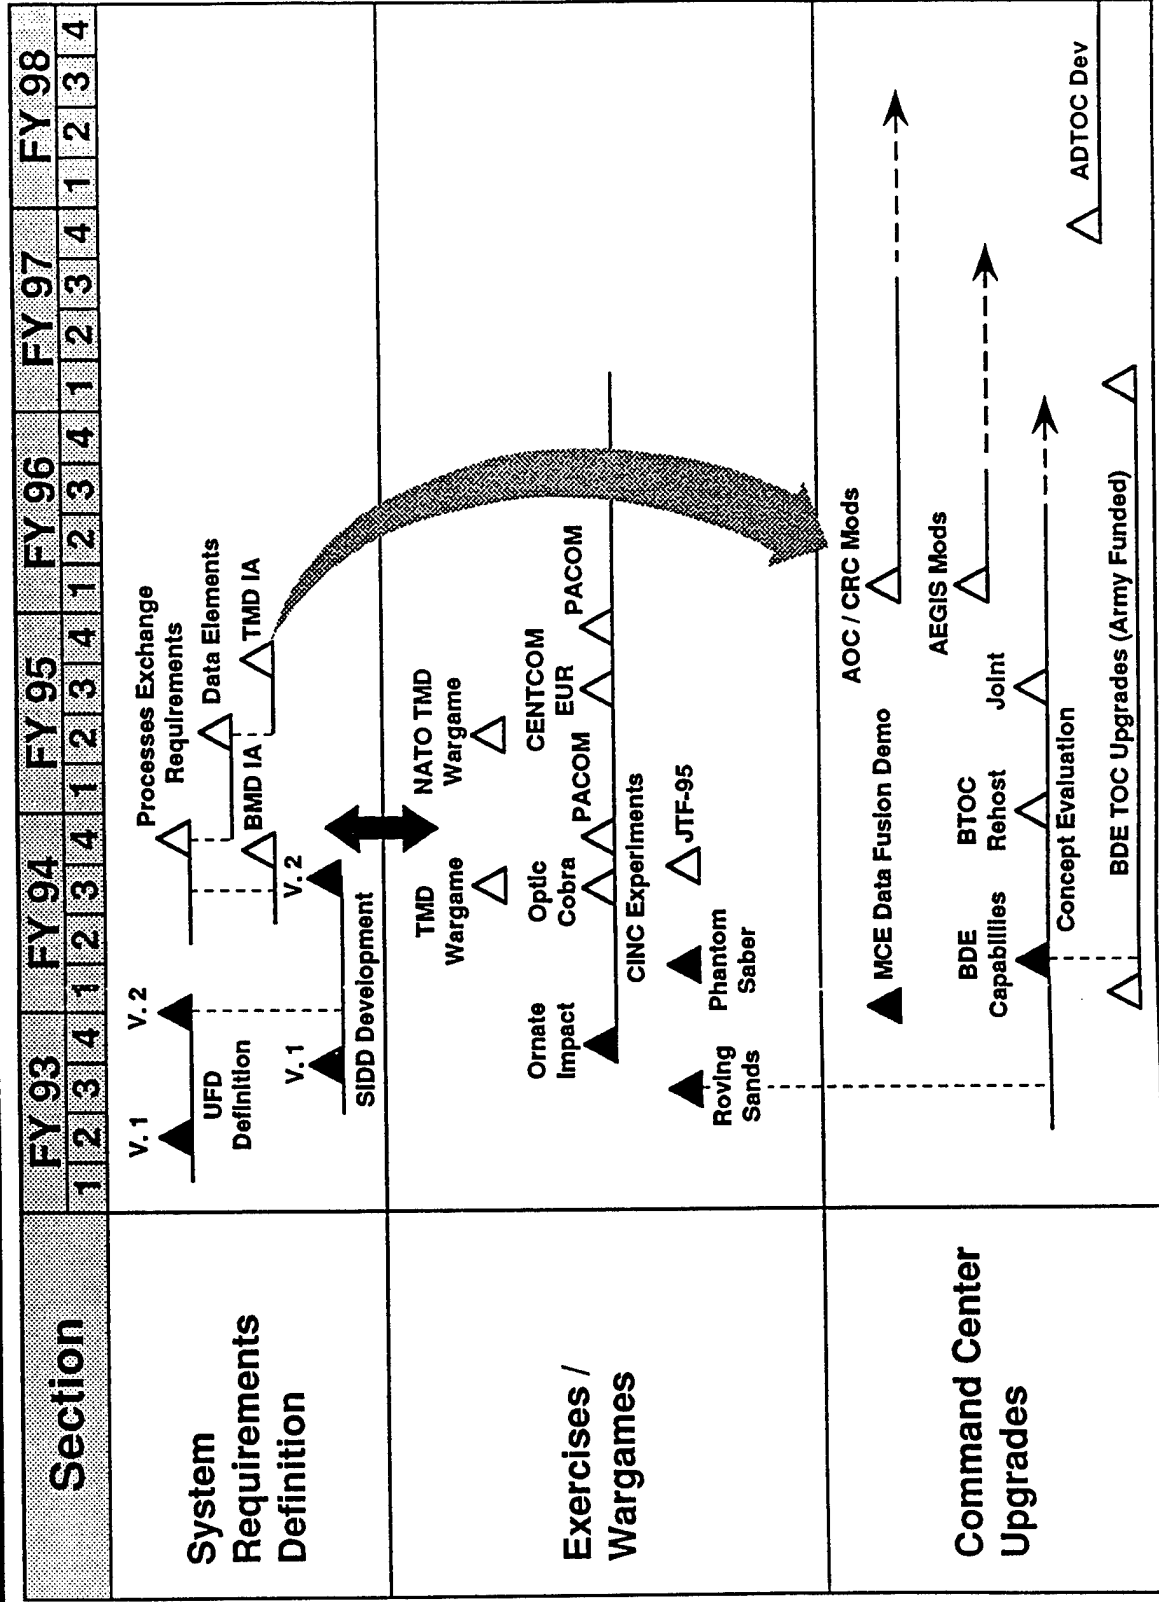 Section
FY 93
FY 94
FY 95
FY 96
FY 97
FY 98
1 2 3 4 1 2 3 4 1 2 3 4 1 2 3 4 1 2 3 4 1 2 3 4
System
Requirements
Definition
V. 1
V. 2
UFD
Definition
Processes Exchange
Requirements
Data Elements
BMD IA
TMD IA
V. 1
V. 2
SIDD Development
Exercises /
Wargames
TMD
Wargame
NATO TMD
Wargame
Ornate
Impact
Optic
Cobra
PACOM
CENTCOM
EUR
PACOM
CINC Experiments
Roving
Sands
Phantom
Saber
JTF-95
Command Center
Upgrades
MCE Data Fusion Demo
AOC / CRC Mods
AEGIS Mods
BDE
Capabilities
BTOC
Rehost
Joint
Concept Evaluation
BDE TOC Upgrades (Army Funded)
ADTOC Dev